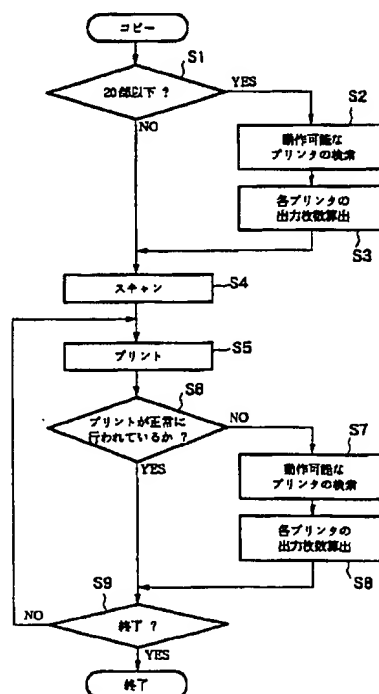 コピー
S1
20部以下 ?
YES
S2
NO
動作可能な
プリンタの検索
各プリンタの
出力枚数算出
S3
S4
スキャン
S5
プリント
S6
プリントが正常に
行われているか ?
NO
S7
YES
動作可能な
プリンタの検索
各プリンタの
出力枚数算出
S8
S9
NO
終了 ?
YES
終了